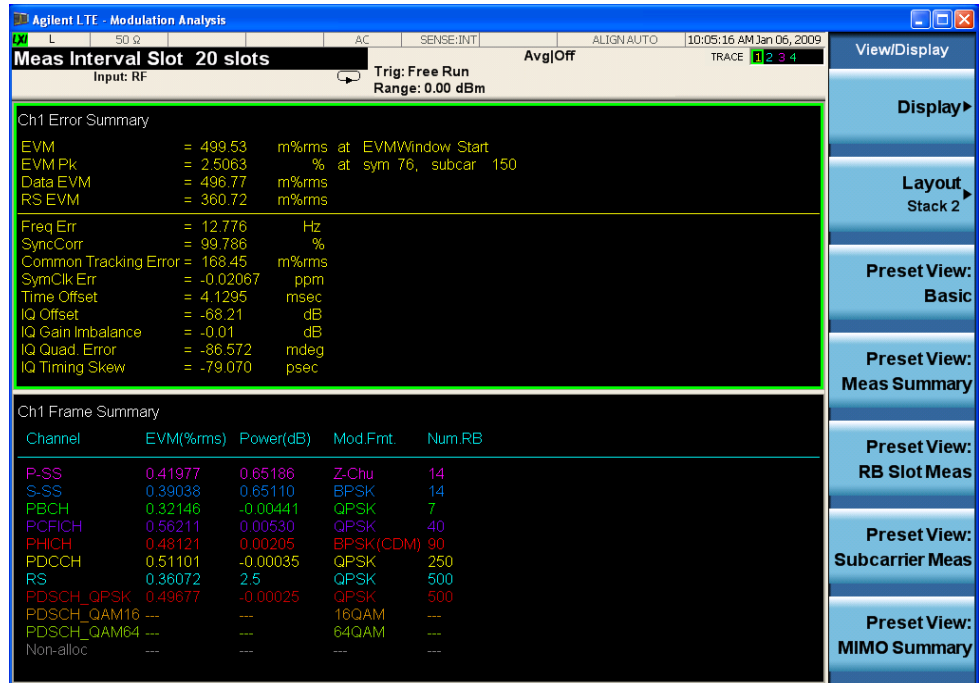 Agilent LTE - Modulation Analysis
LXI L 50 Ω AC SENSE:INT ALIGN AUTO 10:05:16 AM Jan 06, 2009
Meas Interval Slot 20 slots Avg|Off TRACE 1 2 3 4
Input: RF Trig: Free Run
Range: 0.00 dBm
Ch1 Error Summary
EVM = 499.53 m%rms at EVMWindow Start
EVM Pk = 2.5063 % at sym 76, subcar 150
Data EVM = 496.77 m%rms
RS EVM = 360.72 m%rms
Freq Err = 12.776 Hz
SyncCorr = 99.786 %
Common Tracking Error = 168.45 m%rms
SymClk Err = -0.02067 ppm
Time Offset = 4.1295 msec
IQ Offset = -68.21 dB
IQ Gain Imbalance = -0.01 dB
IQ Quad. Error = -86.572 mdeg
IQ Timing Skew = -79.070 psec
Ch1 Frame Summary
Channel EVM(%rms) Power(dB) Mod.Fmt. Num.RB
P-SS 0.41977 0.65186 Z-Chu 14
S-SS 0.39038 0.65110 BPSK 14
PBCH 0.32146 -0.00441 QPSK 7
PCFICH 0.56211 0.00530 QPSK 40
PHICH 0.48121 0.00205 BPSK(CDM) 90
PDCCH 0.51101 -0.00035 QPSK 250
RS 0.36072 2.5 QPSK 500
PDSCH_QPSK 0.49677 -0.00025 QPSK 500
PDSCH_QAM16 --- --- 16QAM ---
PDSCH_QAM64 --- --- 64QAM ---
Non-alloc --- --- --- ---
View/Display
Display
Layout
Stack 2
Preset View:
Basic
Preset View:
Meas Summary
Preset View:
RB Slot Meas
Preset View:
Subcarrier Meas
Preset View:
MIMO Summary